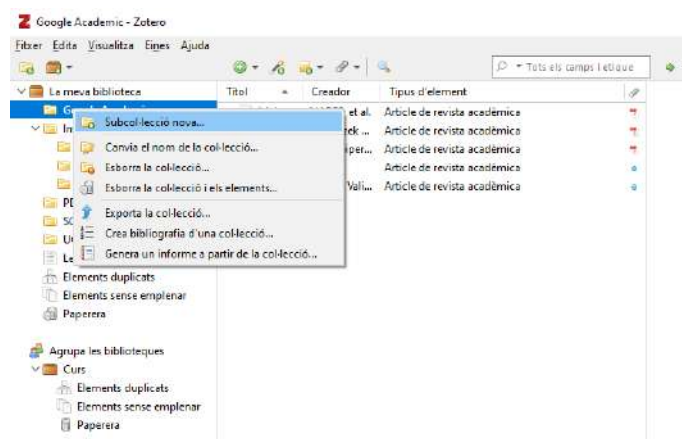 Google Academic - Zotero
Fitxer Edita Visualitza Eines Ajuda
Tots els camps i etique
La meva biblioteca
Títol Creador Tipus d'element
et al. Article de revista acadèmica
Subcol·lecció nova...
Article de revista acadèmica
Convia el nom de la col·lecció...
Article de revista acadèmica
Esborra la col·lecció...
Article de revista acadèmica
Esborra la col·lecció i els elements...
Vali... Article de revista acadèmica
Exporta la col·lecció...
Crea bibliografia d'una col·lecció...
Genera un informe a partir de la col·lecció...
Elements duplicats
Elements sense emplenar
Paperera
Agrupa les biblioteques
Curs
Elements duplicats
Elements sense emplenar
Paperera